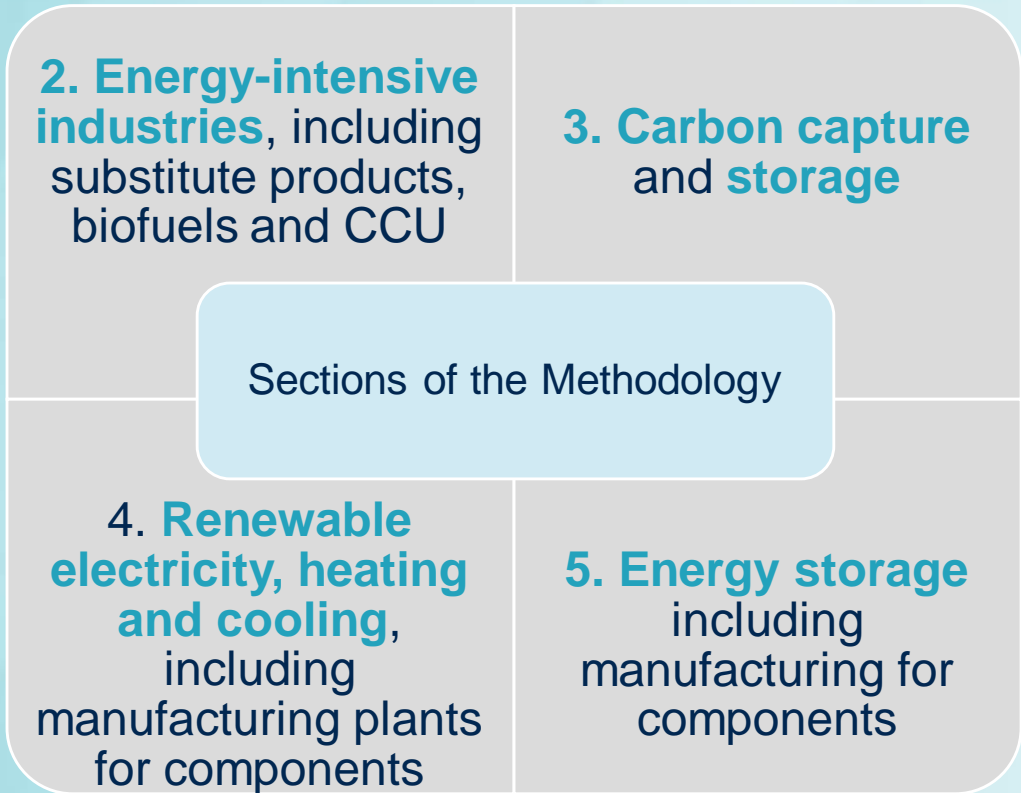 2. Energy-intensive
industries, including
substitute products,
biofuels and CCU
3. Carbon capture
and storage
Sections of the Methodology
4. Renewable
electricity, heating
and cooling,
including
manufacturing plants
for components
5. Energy storage
including
manufacturing for
components